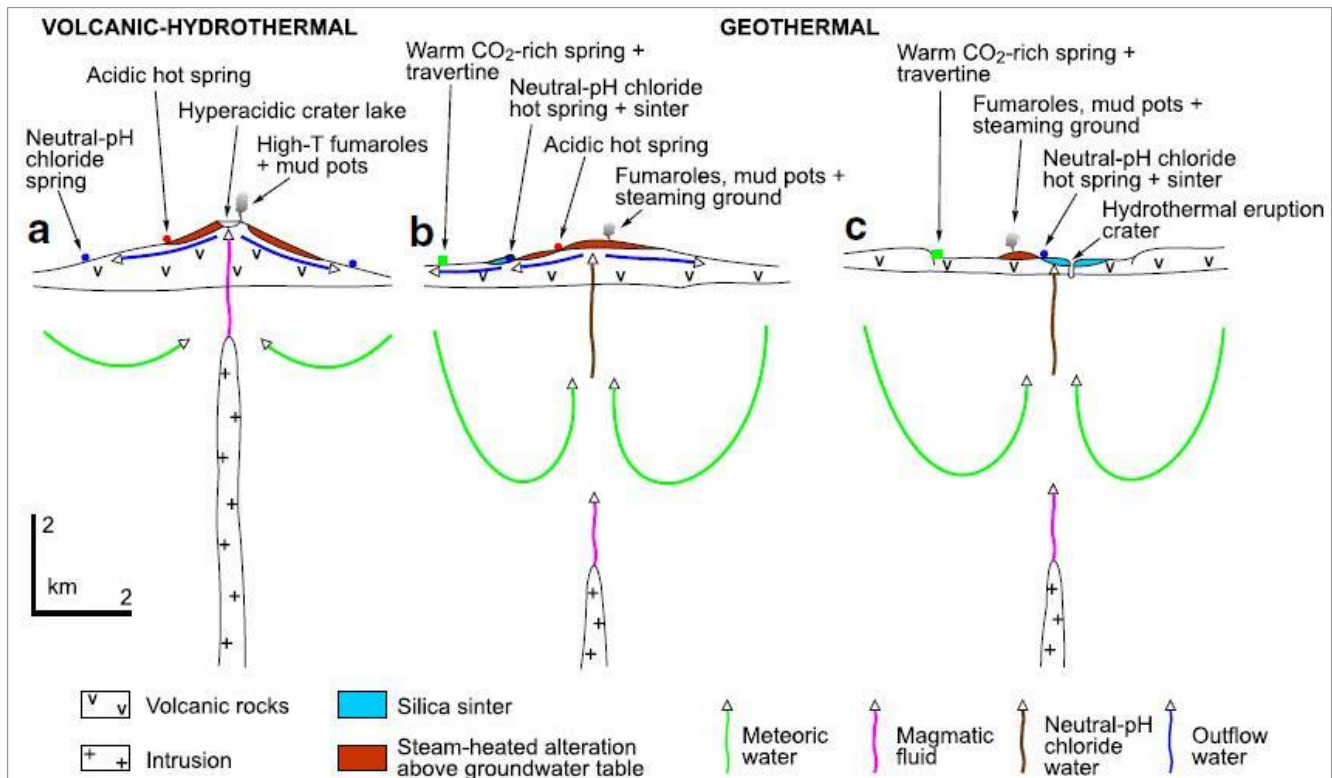 VOLCANIC-HYDROTHERMAL
GEOTHERMAL
Acidic hot spring
Hyperacidic crater lake
Neutral-pH
chloride
spring
High-T fumaroles
+ mud pots
a
Warm CO₂-rich spring +
travertine
Neutral-pH chloride
hot spring + sinter
Acidic hot spring
Fumaroles, mud pots +
steaming ground
b
Warm CO₂-rich spring +
travertine
Fumaroles, mud pots +
steaming ground
Neutral-pH chloride
hot spring + sinter
Hydrothermal eruption
crater
c
2
km
2
Volcanic rocks
Intrusion
Silica sinter
Steam-heated alteration
above groundwater table
Meteoric
water
Magmatic
fluid
Neutral-pH
chloride
water
Outflow
water